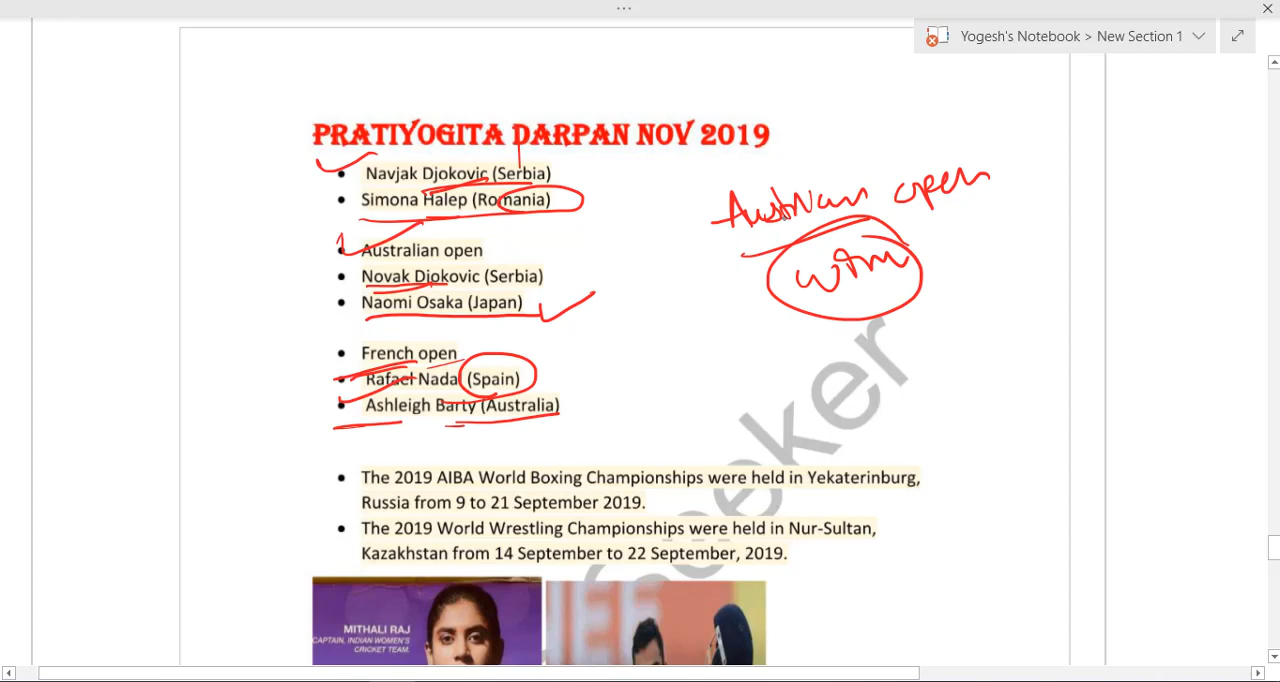 Yogesh's Notebook > New Section 1
PRATIYOGITA DARPAN NOV 2019
• Navjak Djokovic (Serbia)
• Simona Halep (Romania)
• Australian open
• Novak Djokovic (Serbia)
• Naomi Osaka (Japan)
• French open
• Rafael Nadal (Spain)
• Ashleigh Barty (Australia)
open
• The 2019 AIBA World Boxing Championships were held in Yekaterinburg,
Russia from 9 to 21 September 2019.
• The 2019 World Wrestling Championships were held in Nur-Sultan,
Kazakhstan from 14 September to 22 September, 2019.
MITHALI RAJ
CAPTAIN, INDIAN WOMEN'S
CRICKET TEAM.